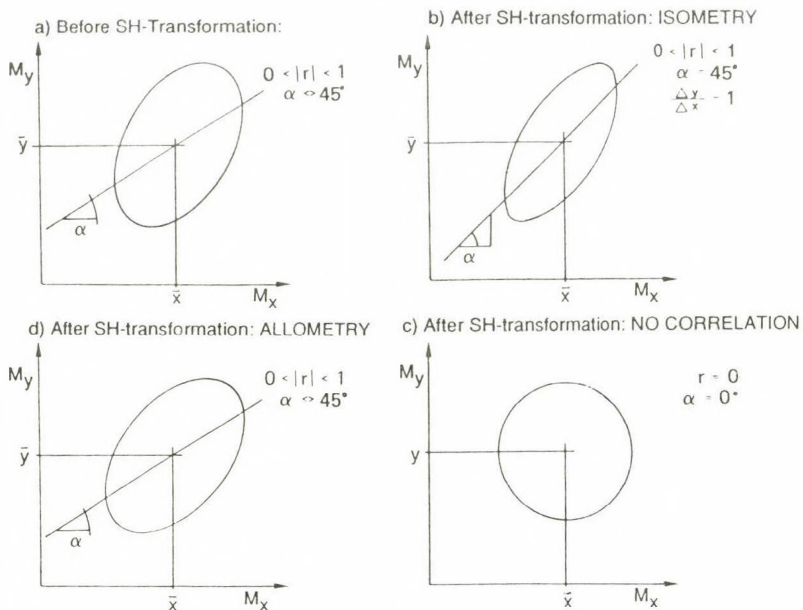 a) Before SH-Transformation:
My
0 < |r| < 1
α <> 45°
ȳ
α
x̄
Mx
b) After SH-transformation: ISOMETRY
My
0 < |r| < 1
α = 45°
Δy
Δx = 1
ȳ
α
x̄
Mx
d) After SH-transformation: ALLOMETRY
My
0 < |r| < 1
α <> 45°
ȳ
α
x̄
Mx
c) After SH-transformation: NO CORRELATION
My
r = 0
α = 0°
y
x̄
Mx